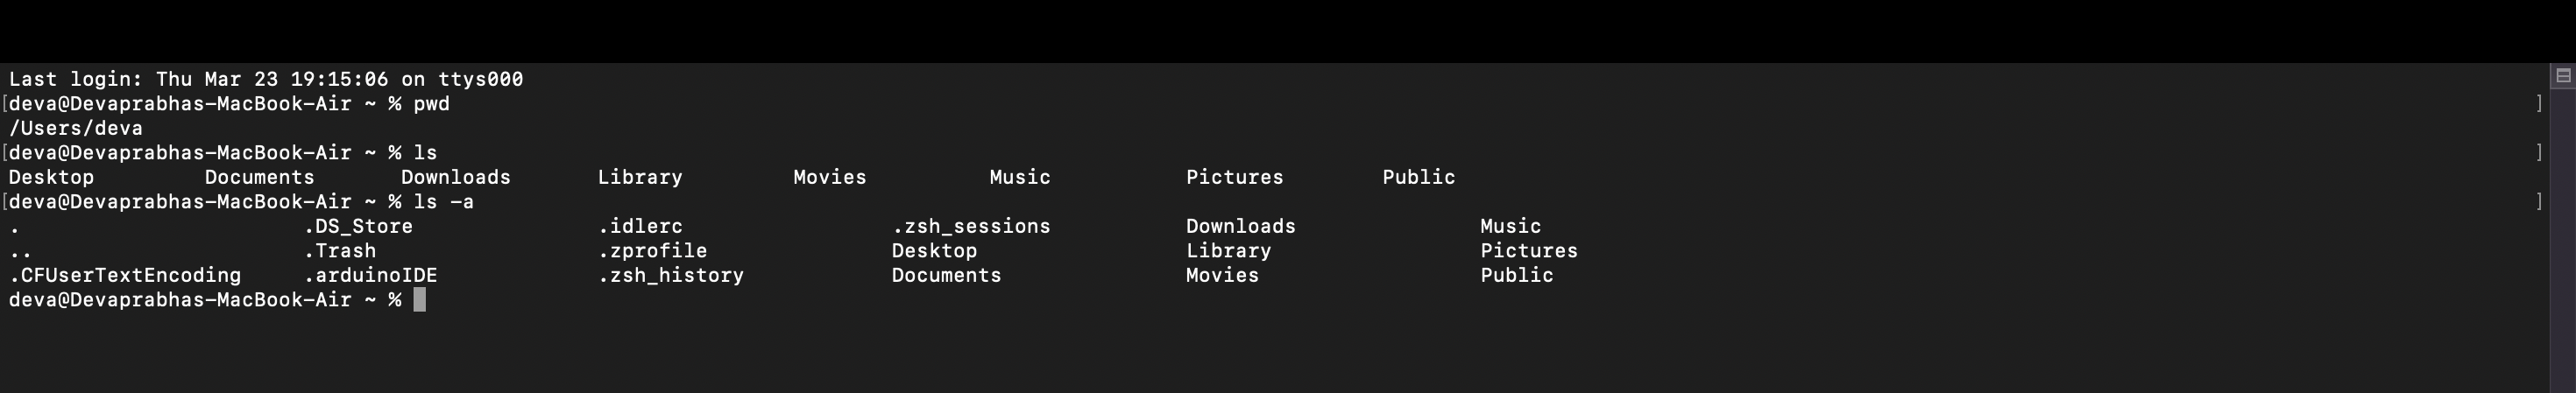 Last login: Thu Mar 23 19:15:06 on ttys000
[deva@Devaprabhas-MacBook-Air ~ % pwd ]
/Users/deva
[deva@Devaprabhas-MacBook-Air ~ % ls ]
Desktop Documents Downloads Library Movies Music Pictures Public
[deva@Devaprabhas-MacBook-Air ~ % ls -a ]
. .DS_Store .idlerc .zsh_sessions Downloads Music
.. .Trash .zprofile Desktop Library Pictures
.CFUserTextEncoding .arduinoIDE .zsh_history Documents Movies Public
deva@Devaprabhas-MacBook-Air ~ %